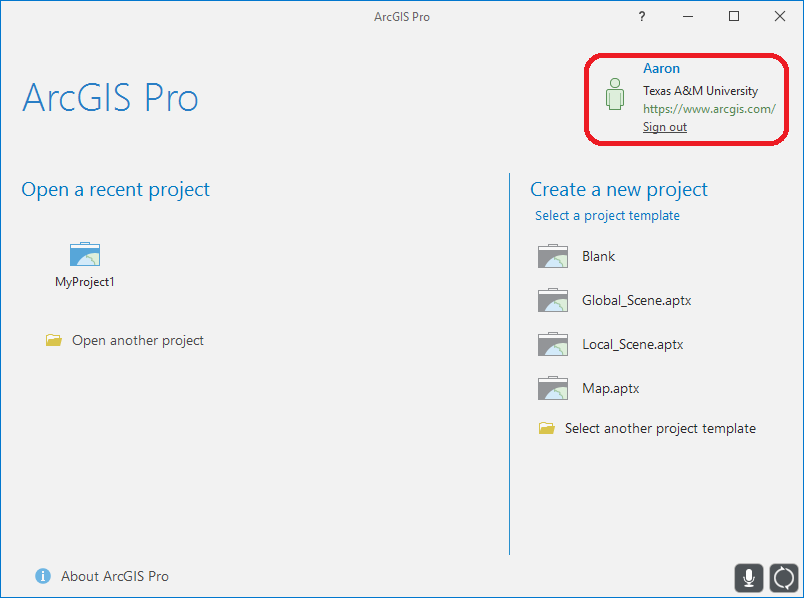 ArcGIS Pro
?
ArcGIS Pro
Aaron
Texas A&M University
https://www.arcgis.com/
Sign out
Open a recent project
MyProject1
Open another project
Create a new project
Select a project template
Blank
Global_Scene.aptx
Local_Scene.aptx
Map.aptx
Select another project template
i
About ArcGIS Pro